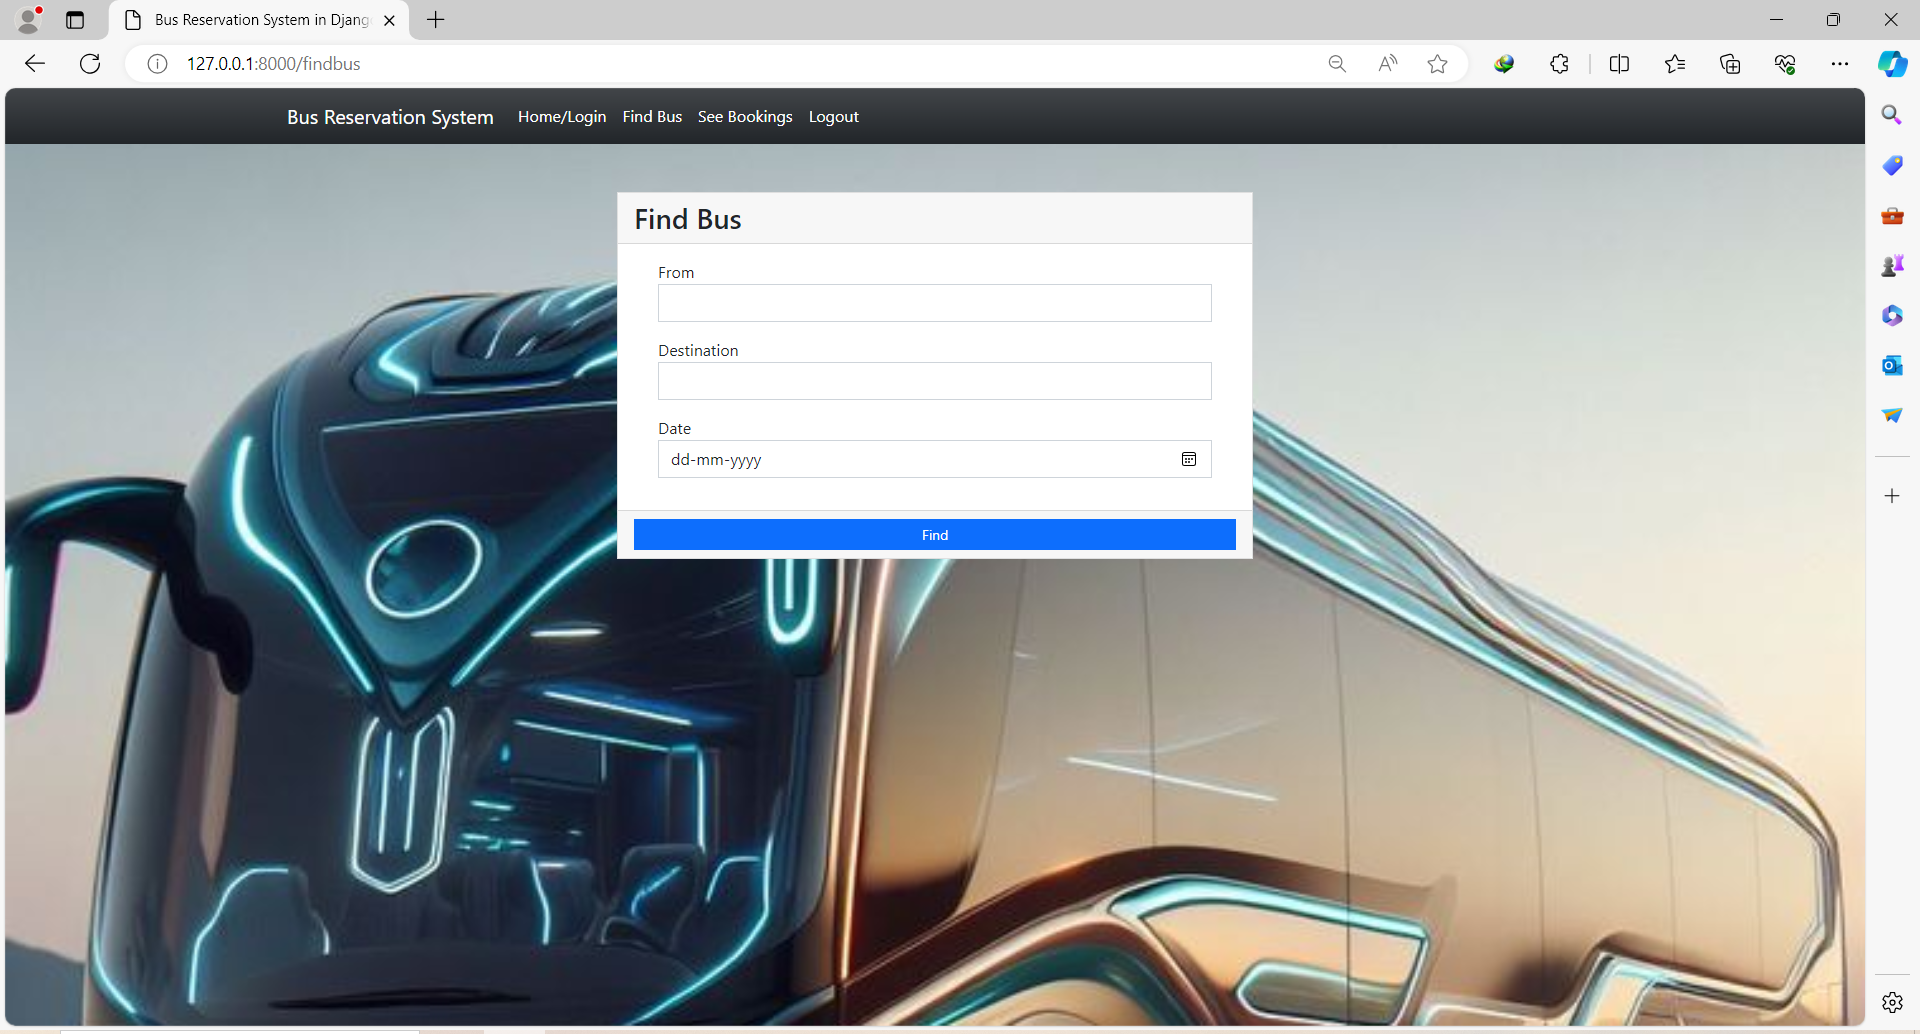 Bus Reservation System in Djang
127.0.0.1:8000/findbus
Bus Reservation System Home/Login Find Bus See Bookings Logout
Find Bus
From
Destination
Date
dd-mm-yyyy
Find